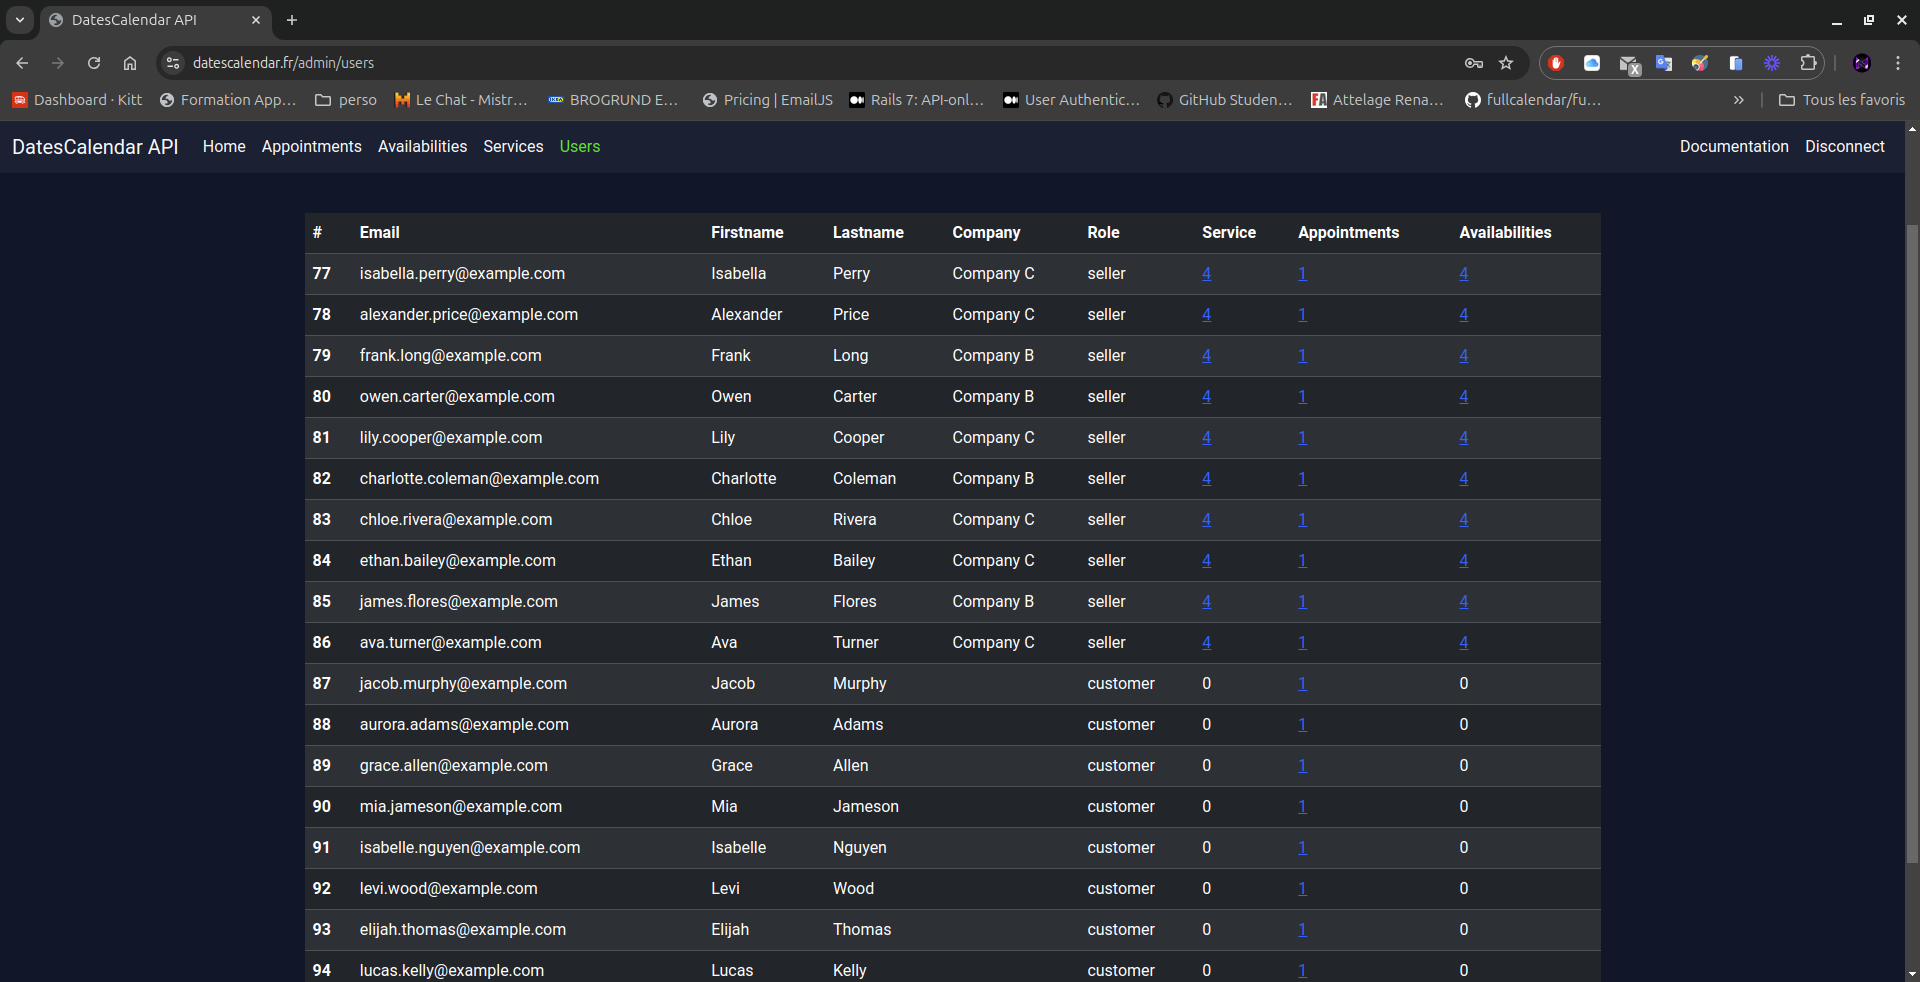 DatesCalendar API
datescalendar.fr/admin/users
Dashboard · Kitt Formation App... perso Le Chat - Mistr... BROGRUND E... Pricing | EmailJS Rails 7: API-onl... User Authentic... GitHub Studen... Attelage Rena... fullcalendar/fu... » Tous les favoris
DatesCalendar API Home Appointments Availabilities Services Users Documentation Disconnect
# Email Firstname Lastname Company Role Service Appointments Availabilities
77 isabella.perry@example.com Isabella Perry Company C seller 4 1 4
78 alexander.price@example.com Alexander Price Company C seller 4 1 4
79 frank.long@example.com Frank Long Company B seller 4 1 4
80 owen.carter@example.com Owen Carter Company B seller 4 1 4
81 lily.cooper@example.com Lily Cooper Company C seller 4 1 4
82 charlotte.coleman@example.com Charlotte Coleman Company B seller 4 1 4
83 chloe.rivera@example.com Chloe Rivera Company C seller 4 1 4
84 ethan.bailey@example.com Ethan Bailey Company C seller 4 1 4
85 james.flores@example.com James Flores Company B seller 4 1 4
86 ava.turner@example.com Ava Turner Company C seller 4 1 4
87 jacob.murphy@example.com Jacob Murphy customer 0 1 0
88 aurora.adams@example.com Aurora Adams customer 0 1 0
89 grace.allen@example.com Grace Allen customer 0 1 0
90 mia.jameson@example.com Mia Jameson customer 0 1 0
91 isabelle.nguyen@example.com Isabelle Nguyen customer 0 1 0
92 levi.wood@example.com Levi Wood customer 0 1 0
93 elijah.thomas@example.com Elijah Thomas customer 0 1 0
94 lucas.kelly@example.com Lucas Kelly customer 0 1 0